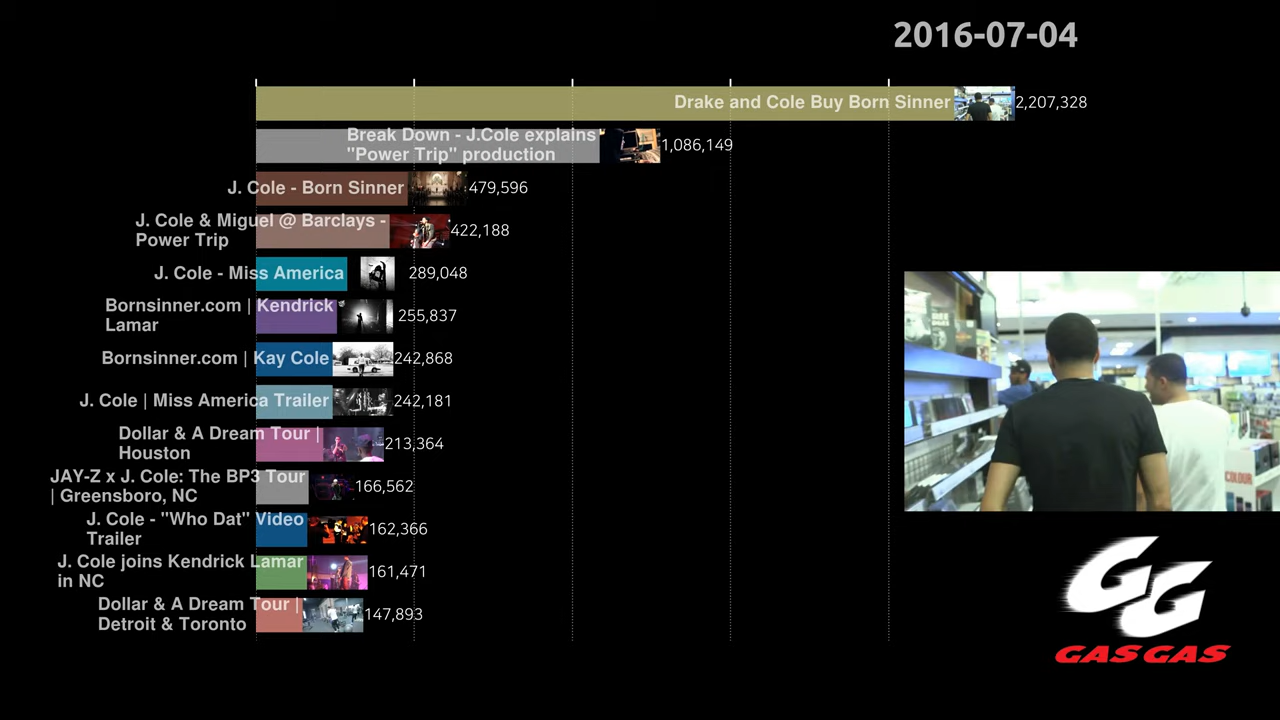 2016-07-04
Drake and Cole Buy Born Sinner
2,207,328
Break Down - J.Cole explains
"Power Trip" production
1,086,149
J. Cole - Born Sinner
479,596
J. Cole & Miguel @ Barclays -
Power Trip
422,188
J. Cole - Miss America
289,048
Bornsinner.com | Kendrick
Lamar
255,837
Bornsinner.com | Kay Cole
242,868
J. Cole | Miss America Trailer
242,181
Dollar & A Dream Tour |
Houston
213,364
JAY-Z x J. Cole: The BP3 Tour
| Greensboro, NC
166,562
J. Cole - "Who Dat" Video
Trailer
162,366
J. Cole joins Kendrick Lamar
in NC
161,471
Dollar & A Dream Tour |
Detroit & Toronto
147,893
COLOUR
GG
GAS GAS